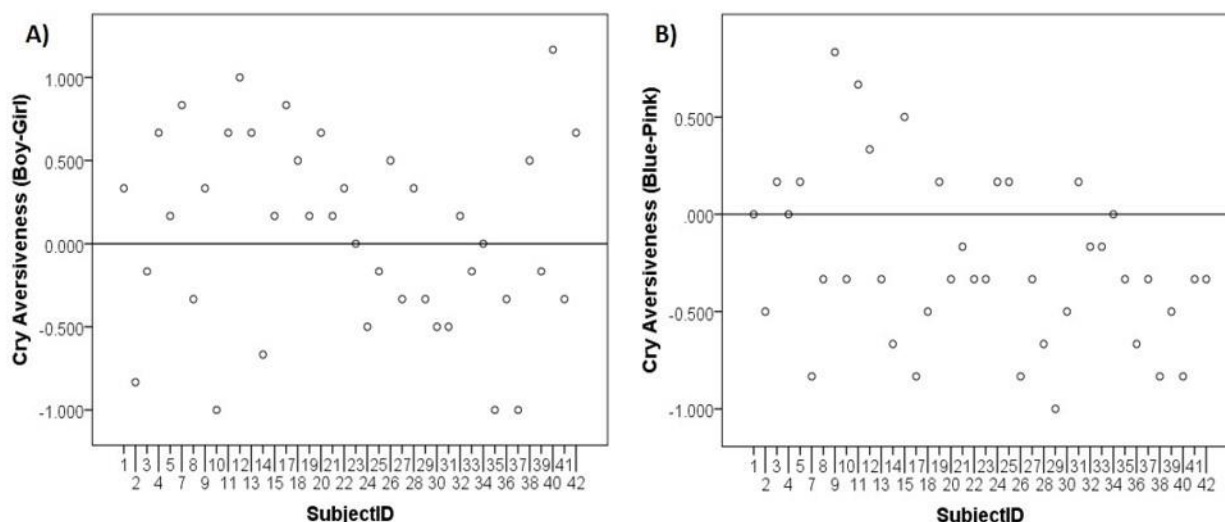 A)
Cry Aversiveness (Boy-Girl)
1.000
0.500
0.000
-0.500
-1.000
1 3 5 8 10 12 14 17 19 21 23 25 27 29 31 33 35 37 39 41
2 4 7 9 11 13 15 18 20 22 24 26 28 30 32 34 36 38 40 42
SubjectID
B)
Cry Aversiveness (Blue-Pink)
0.500
.000
-0.500
-1.000
1 3 5 8 10 12 14 17 19 21 23 25 27 29 31 33 35 37 39 41
2 4 7 9 11 13 15 18 20 22 24 26 28 30 32 34 36 38 40 42
SubjectID